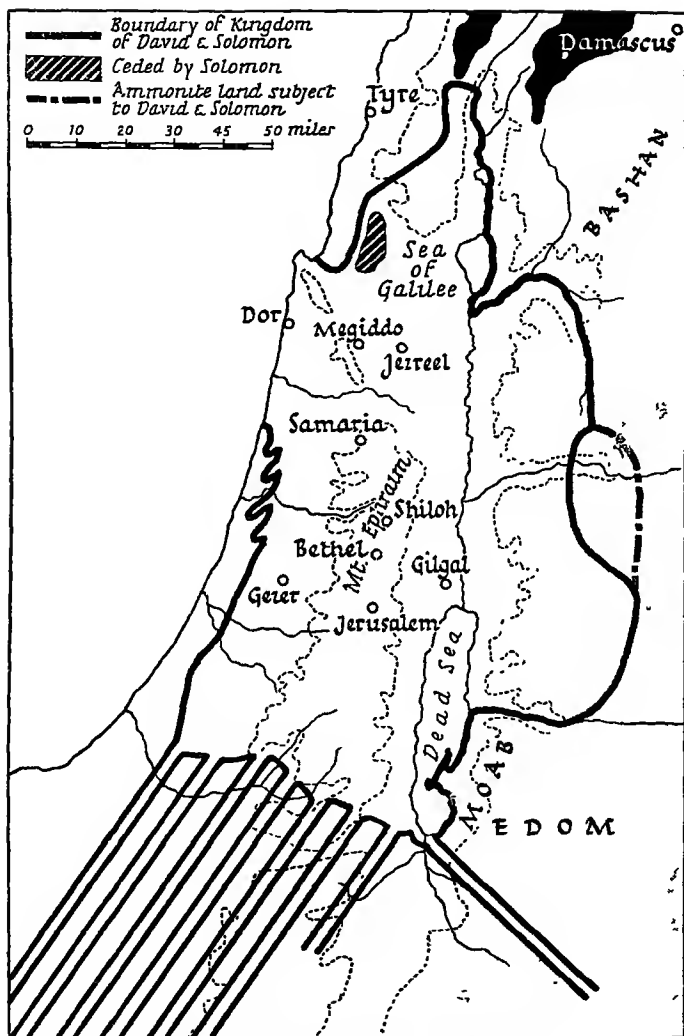 Boundary of Kingdom
of David & Solomon
Ceded by Solomon
Ammonite land subject
to David & Solomon
0 10 20 30 40 50 miles
Damascus
Tyre
BASHAN
Sea
of
Galilee
Dor
Megiddo
Jezreel
Samaria
Mt. Ephraim
Shiloh
Bethel
Gilgal
Gezer
Jerusalem
Dead Sea
MOAB
EDOM